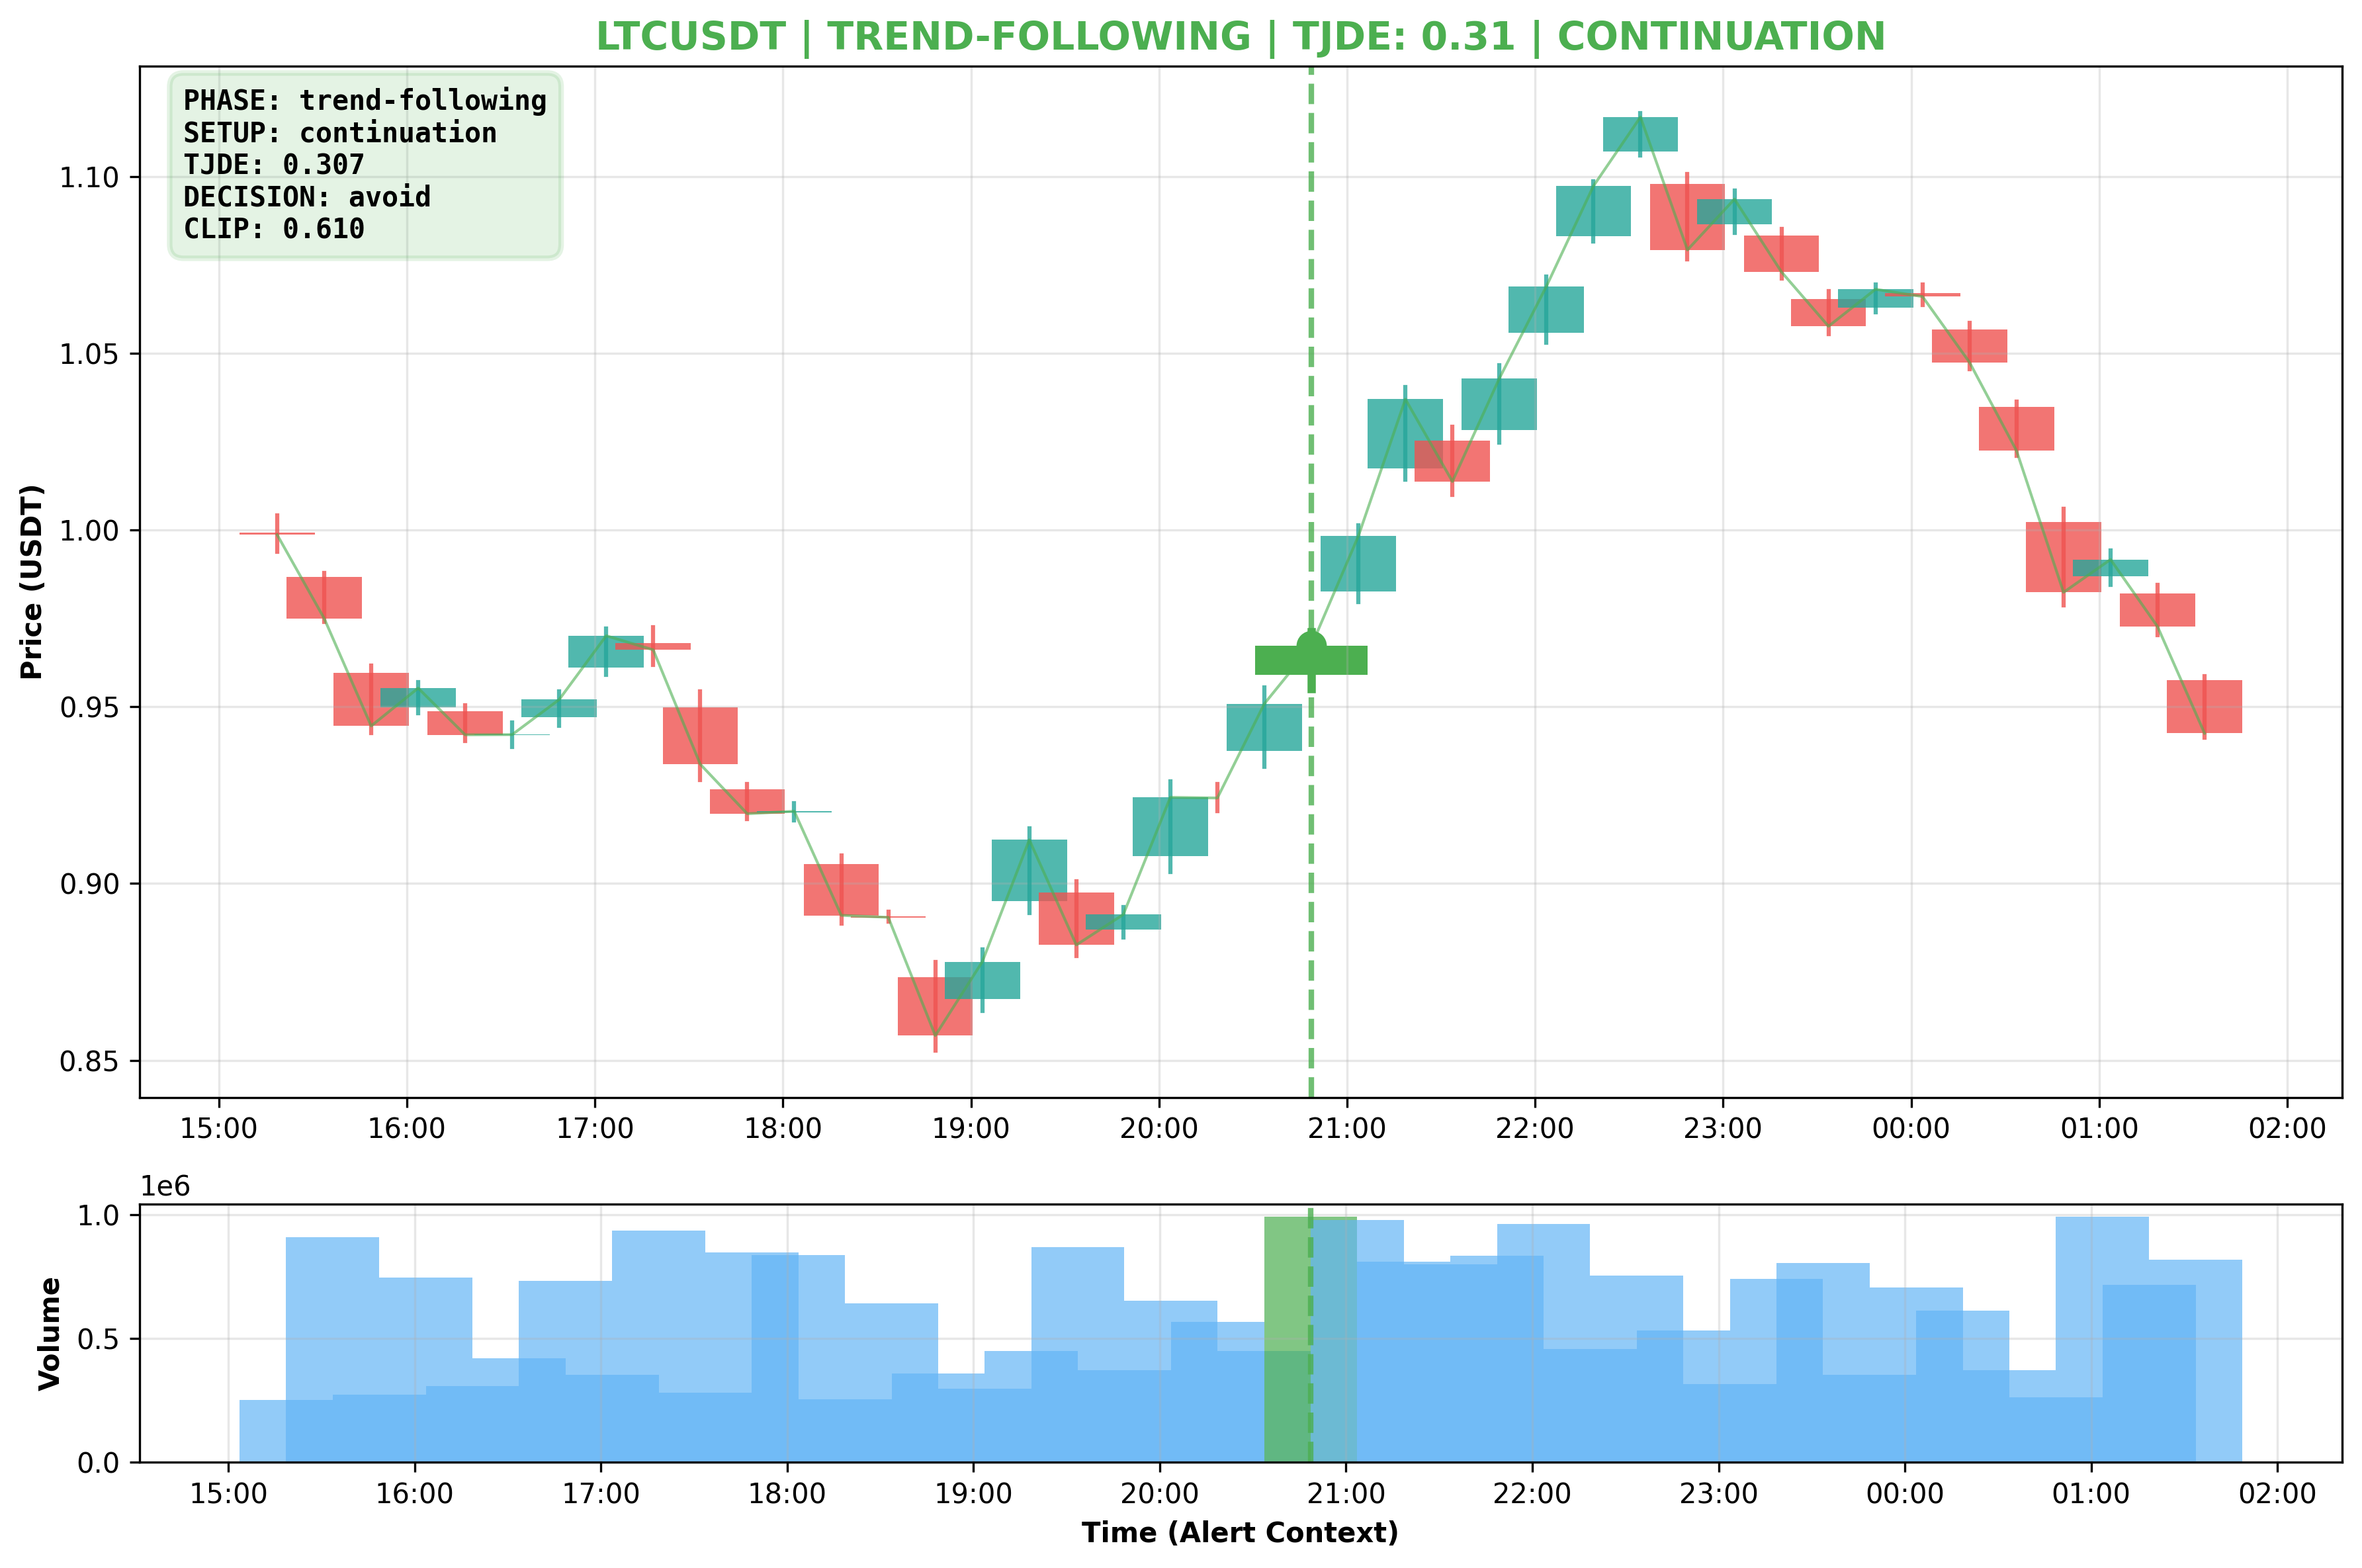 LTCUSDT | TREND-FOLLOWING | TJDE: 0.31 | CONTINUATION
PHASE: trend-following
SETUP: continuation
TJDE: 0.307
DECISION: avoid
CLIP: 0.610
Price (USDT)
1.10
1.05
1.00
0.95
0.90
0.85
15:00 16:00 17:00 18:00 19:00 20:00 21:00 22:00 23:00 00:00 01:00 02:00
1e6
Volume
1.0
0.5
0.0
15:00 16:00 17:00 18:00 19:00 20:00 21:00 22:00 23:00 00:00 01:00 02:00
Time (Alert Context)